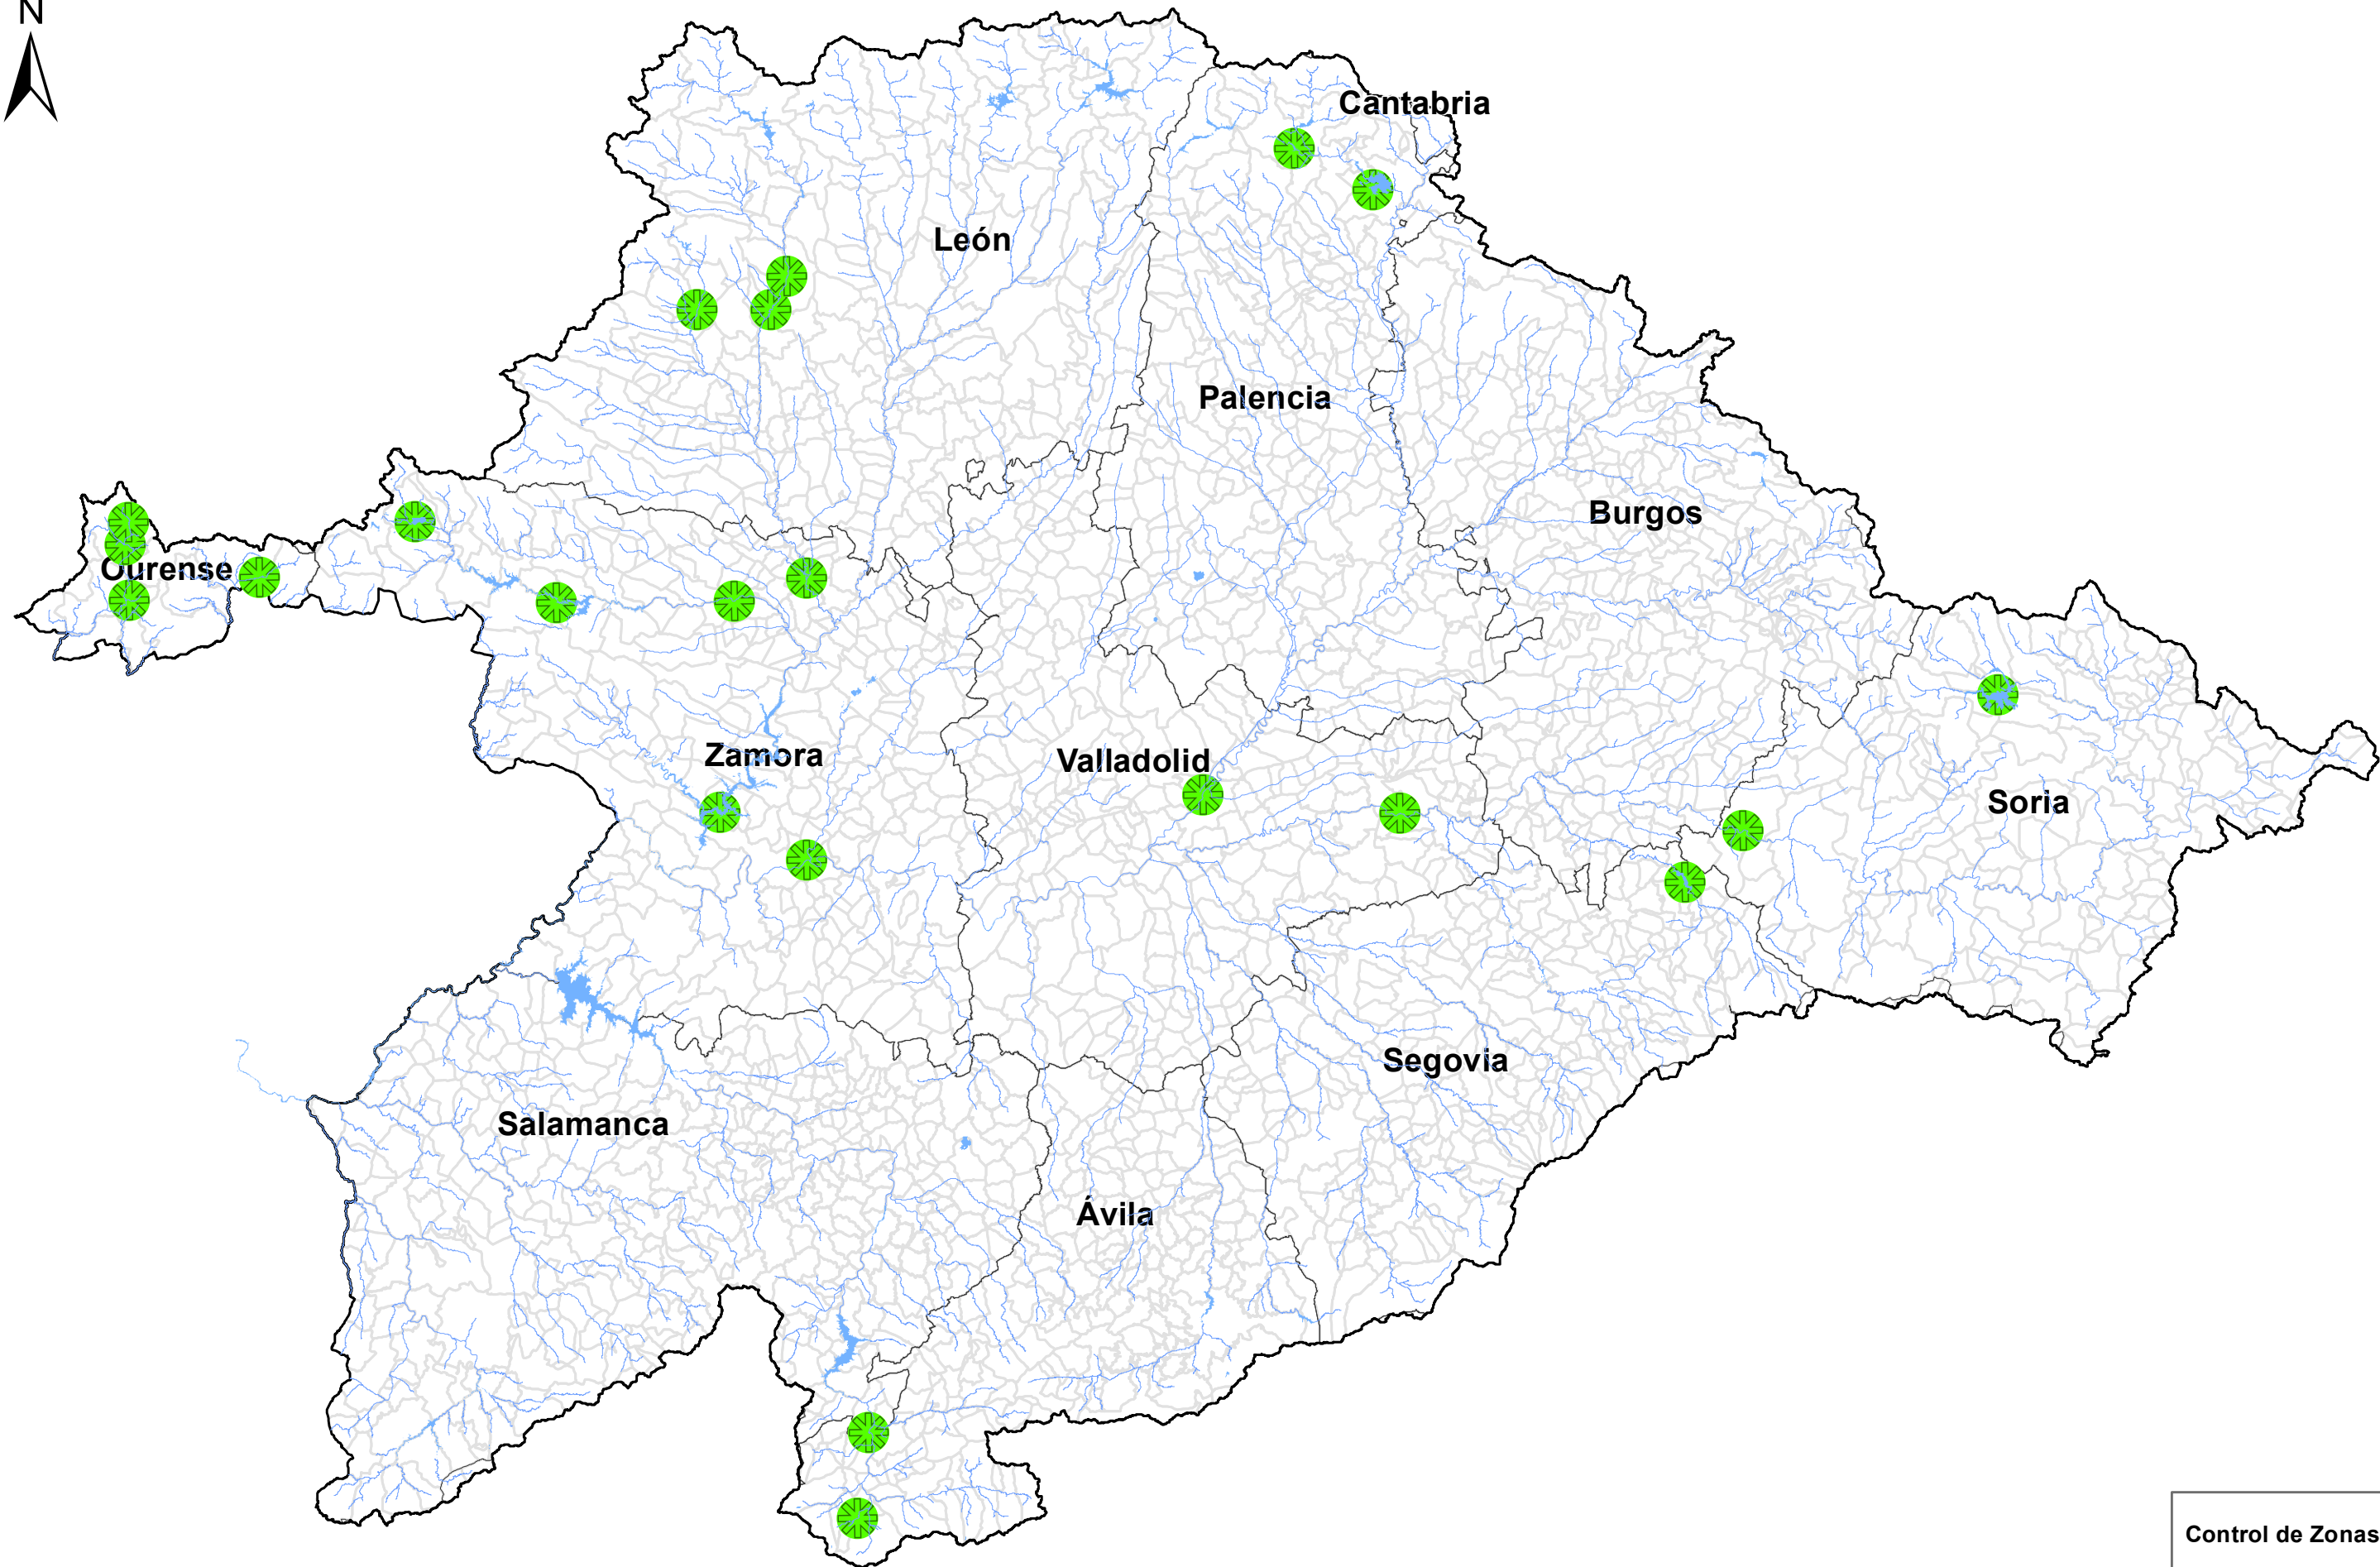 N
Cantabria
León
Palencia
Burgos
Ourense
Zamora
Valladolid
Soria
Segovia
Salamanca
Ávila
Control de Zonas